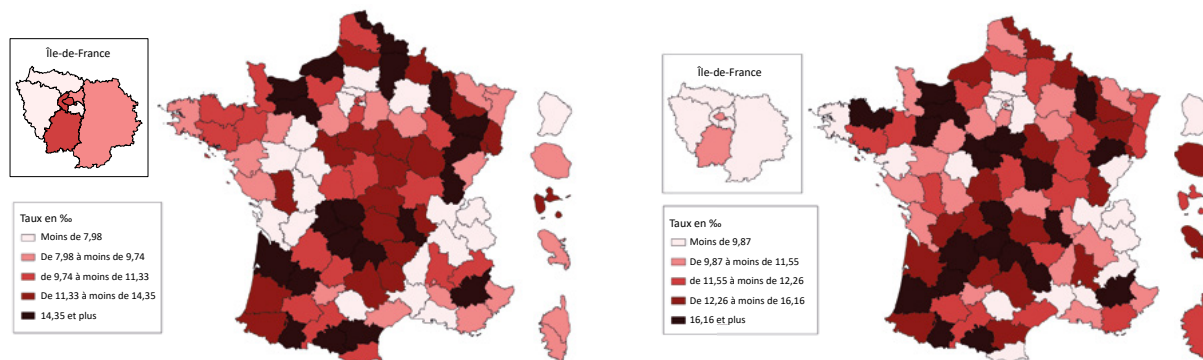 Île-de-France
Taux en ‰
Moins de 7,98
De 7,98 à moins de 9,74
de 9,74 à moins de 11,33
De 11,33 à moins de 14,35
14,35 et plus
Île-de-France
Taux en ‰
Moins de 9,87
De 9,87 à moins de 11,55
de 11,55 à moins de 12,26
De 12,26 à moins de 16,16
16,16 et plus